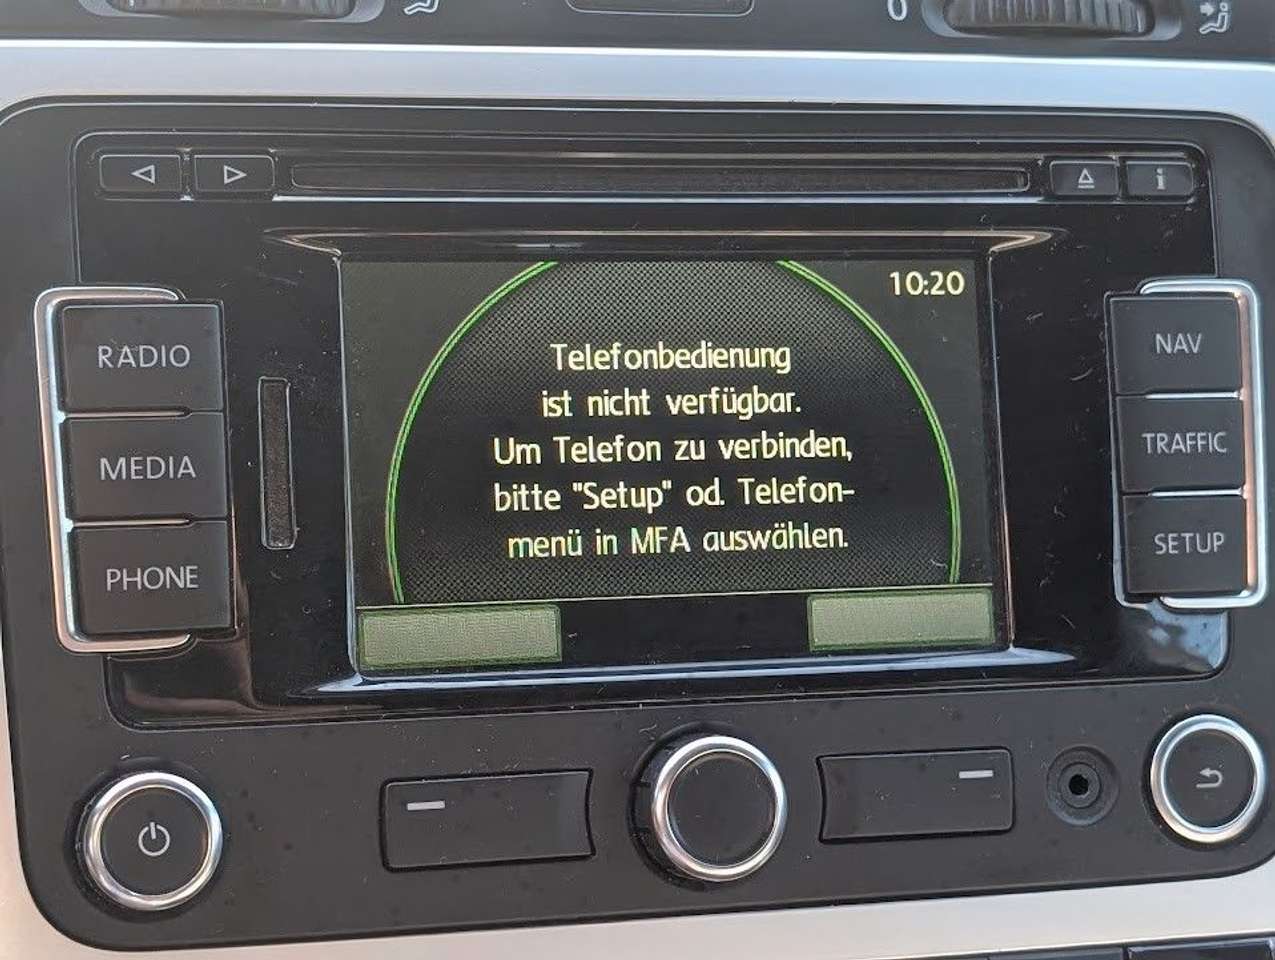 0
i
10:20
RADIO
MEDIA
PHONE
Telefonbedienung
ist nicht verfügbar.
Um Telefon zu verbinden,
bitte "Setup" od. Telefon-
menü in MFA auswählen.
NAV
TRAFFIC
SETUP